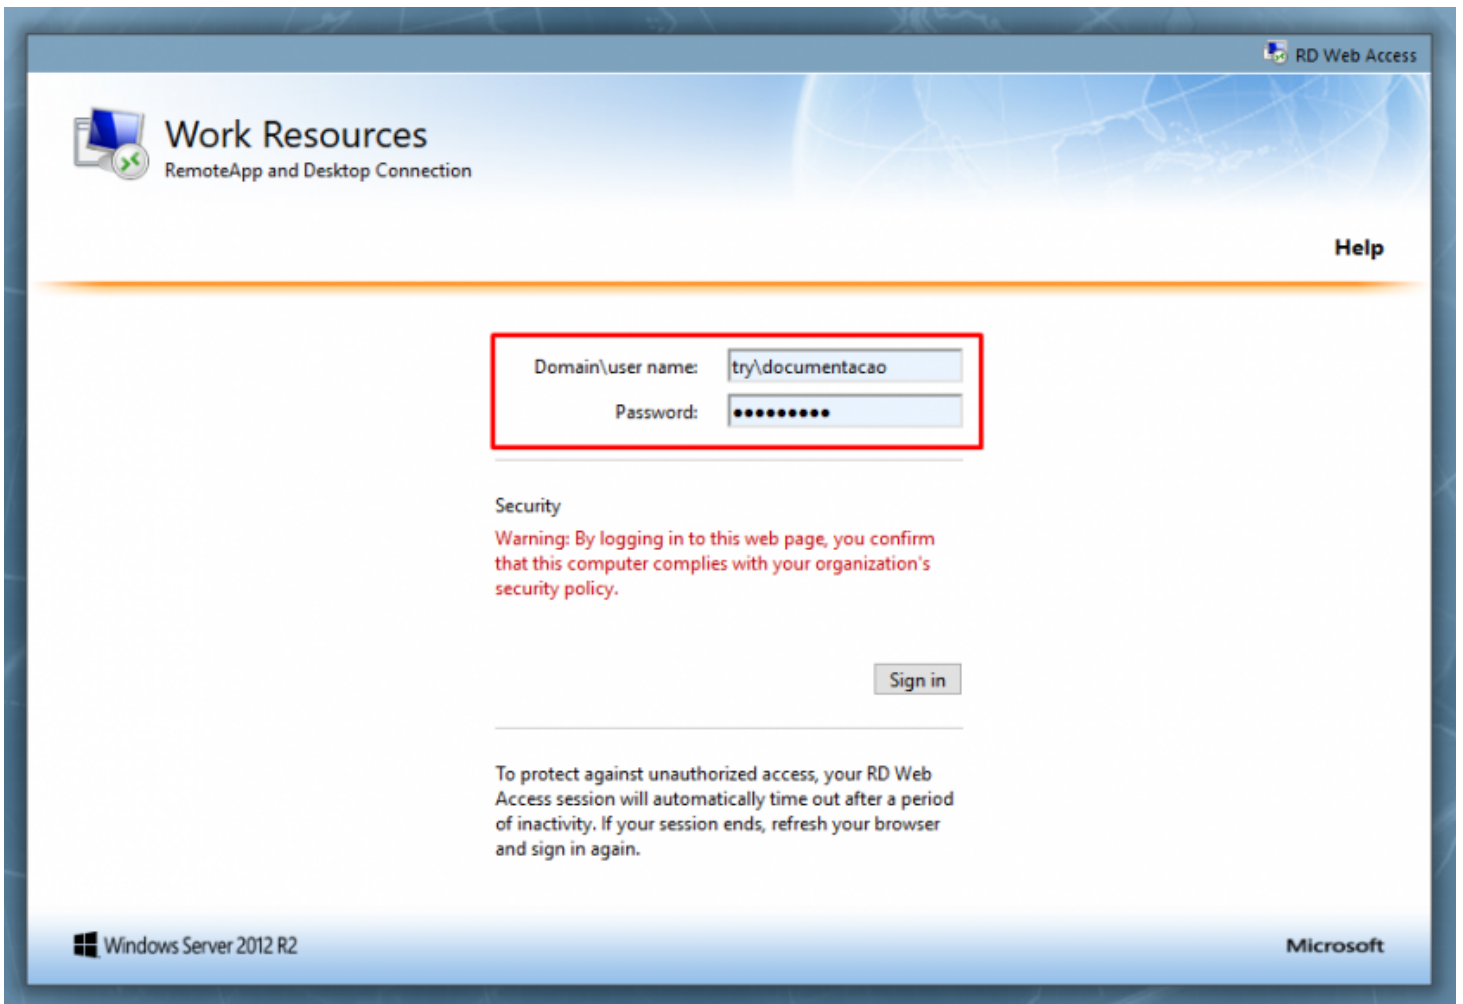 RD Web Access
Work Resources
RemoteApp and Desktop Connection
Help
Domain\user name: try\documentacao
Password: •••••••••
Security
Warning: By logging in to this web page, you confirm
that this computer complies with your organization's
security policy.
Sign in
To protect against unauthorized access, your RD Web
Access session will automatically time out after a period
of inactivity. If your session ends, refresh your browser
and sign in again.
Windows Server 2012 R2
Microsoft